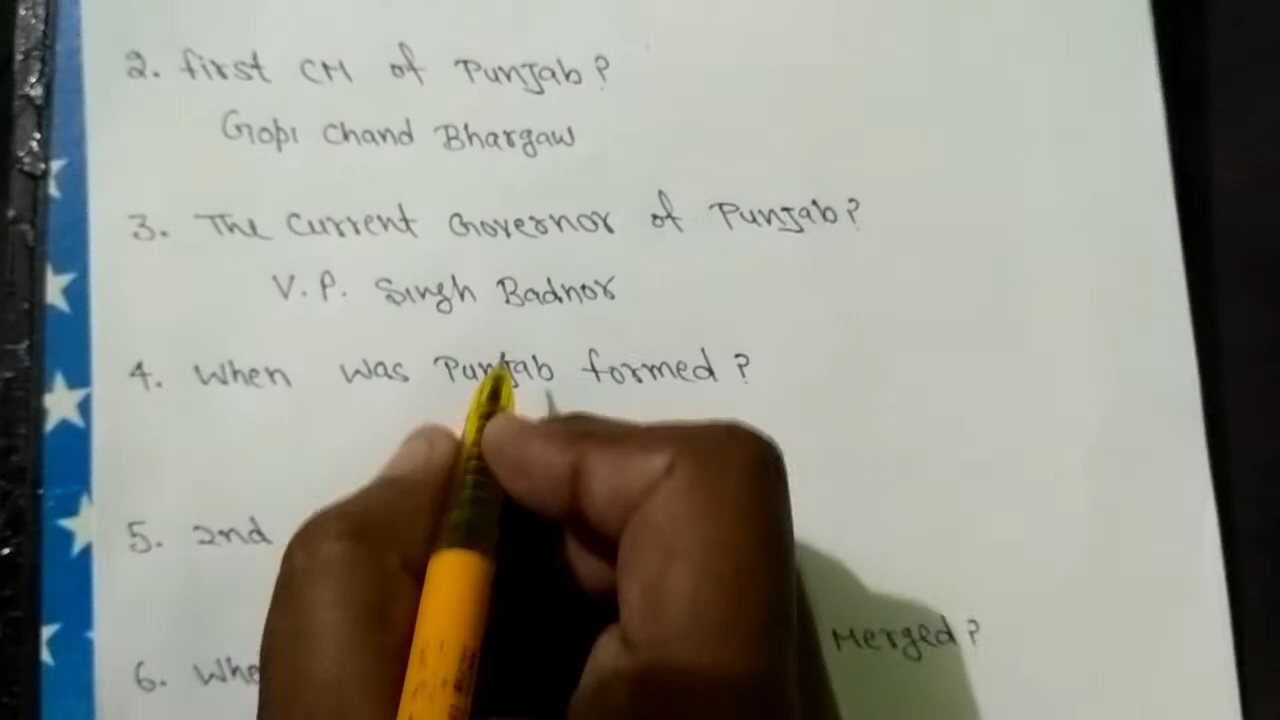 2. first CM of Punjab?
Gopi Chand Bhargaw
3. The Current Governor of Punjab?
V.P. Singh Badnor
4. When was Punjab formed?
5. 2nd
6. Whe
Merged?